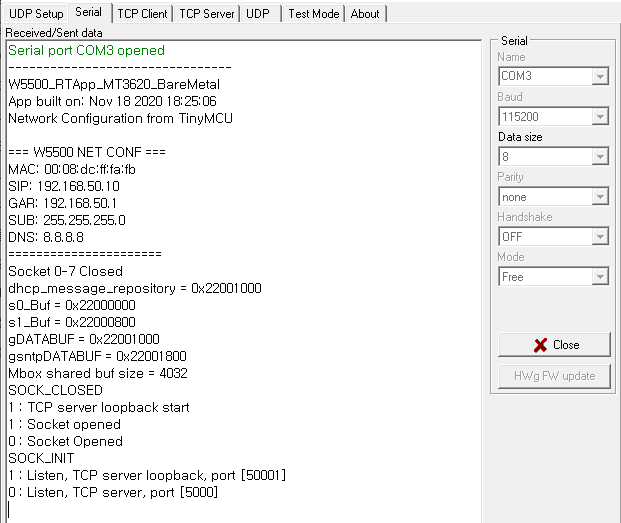 UDP Setup Serial TCP Client TCP Server UDP Test Mode About
Received/Sent data
Serial port COM3 opened
-------------------------------
W5500_RTApp_MT3620_BareMetal
App built on: Nov 18 2020 18:25:06
Network Configuration from TinyMCU
=== W5500 NET CONF ===
MAC: 00:08:dc:ff:fa:fb
SIP: 192.168.50.10
GAR: 192.168.50.1
SUB: 255.255.255.0
DNS: 8.8.8.8
======================
Socket 0-7 Closed
dhcp_message_repository = 0x22001000
s0_Buf = 0x22000000
s1_Buf = 0x22000800
gDATABUF = 0x22001000
gsntpDATABUF = 0x22001800
Mbox shared buf size = 4032
SOCK_CLOSED
1 : TCP server loopback start
1 : Socket opened
0 : Socket Opened
SOCK_INIT
1 : Listen, TCP server loopback, port [50001]
0 : Listen, TCP server, port [5000]
Serial
Name
COM3
Baud
115200
Data size
8
Parity
none
Handshake
OFF
Mode
Free
Close
HWg FW update